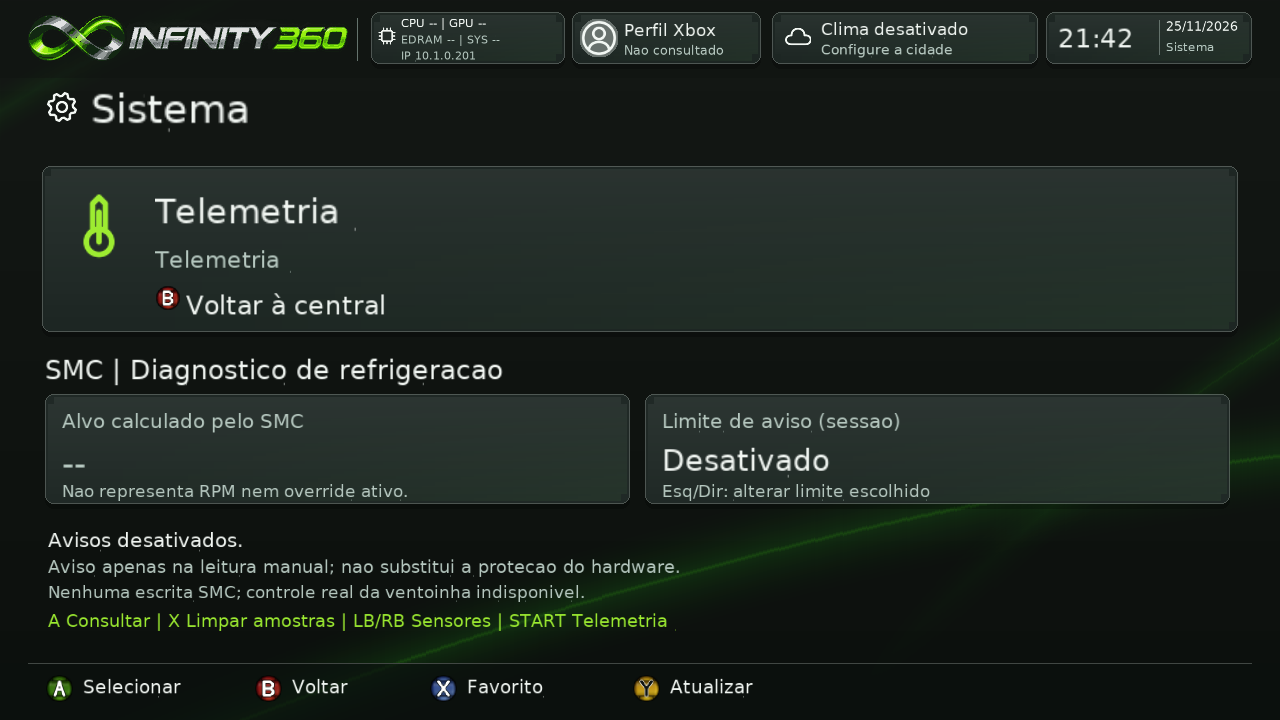 INFINITY 360
CPU -- | GPU --
EDRAM -- | SYS --
IP 10.1.0.201
Perfil Xbox
Nao consultado
Clima desativado
Configure a cidade
21:42
25/11/2026
Sistema
Sistema
Telemetria
Telemetria
B Voltar à central
SMC | Diagnostico de refrigeracao
Alvo calculado pelo SMC
--
Nao representa RPM nem override ativo.
Limite de aviso (sessao)
Desativado
Esq/Dir: alterar limite escolhido
Avisos desativados.
Aviso apenas na leitura manual; nao substitui a protecao do hardware.
Nenhuma escrita SMC; controle real da ventoinha indisponivel.
A Consultar | X Limpar amostras | LB/RB Sensores | START Telemetria
A Selecionar
B Voltar
X Favorito
Y Atualizar